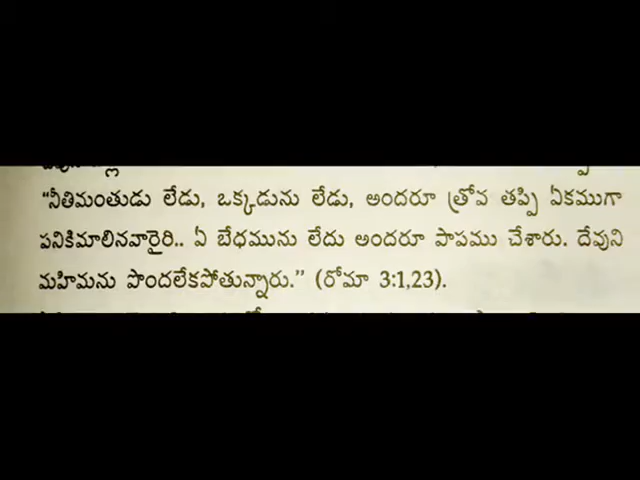 “నీతిమంతుడు లేడు, ఒక్కడును లేడు, అందరూ త్రోవ తప్పి ఏకముగా
పనికిమాలినవారైరి.. ఏ బేధమును లేదు అందరూ పాపము చేశారు. దేవుని
మహిమను పొందలేకపోతున్నారు.” (రోమా 3:1,23).